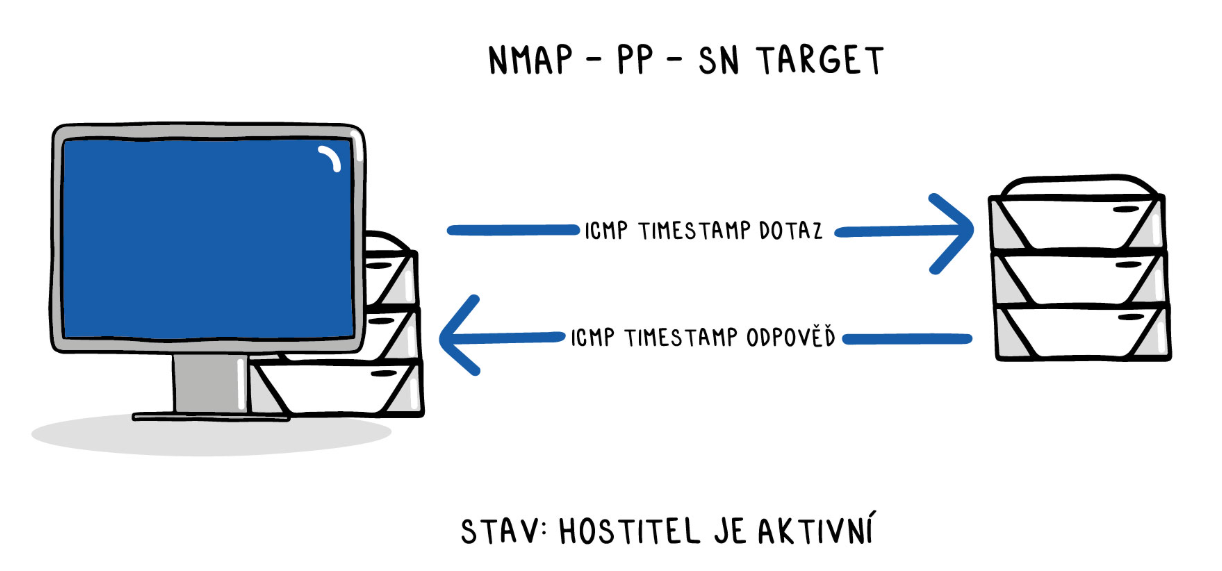 NMAP - PP - SN TARGET
ICMP TIMESTAMP DOTAZ
ICMP TIMESTAMP ODPOVĚĎ
STAV: HOSTITEL JE AKTIVNÍ